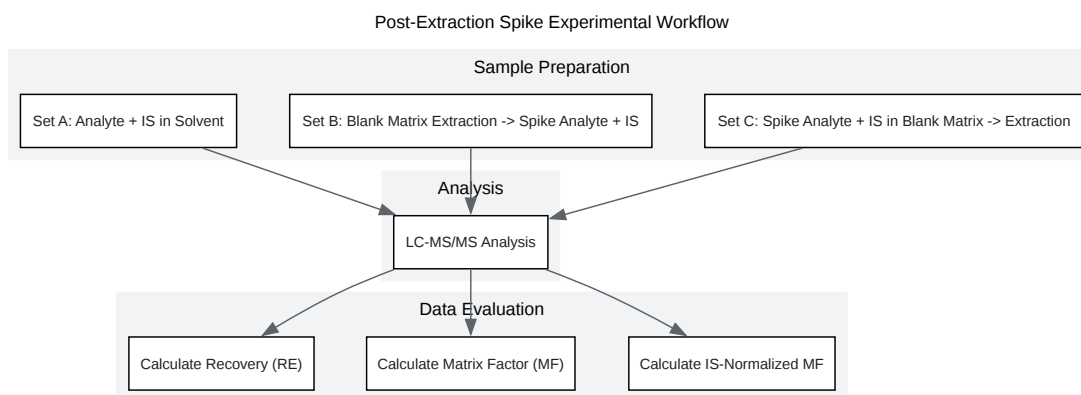 Post-Extraction Spike Experimental Workflow
Sample Preparation
Set A: Analyte + IS in Solvent
Set B: Blank Matrix Extraction -> Spike Analyte + IS
Set C: Spike Analyte + IS in Blank Matrix -> Extraction
Analysis
LC-MS/MS Analysis
Data Evaluation
Calculate Recovery (RE)
Calculate Matrix Factor (MF)
Calculate IS-Normalized MF